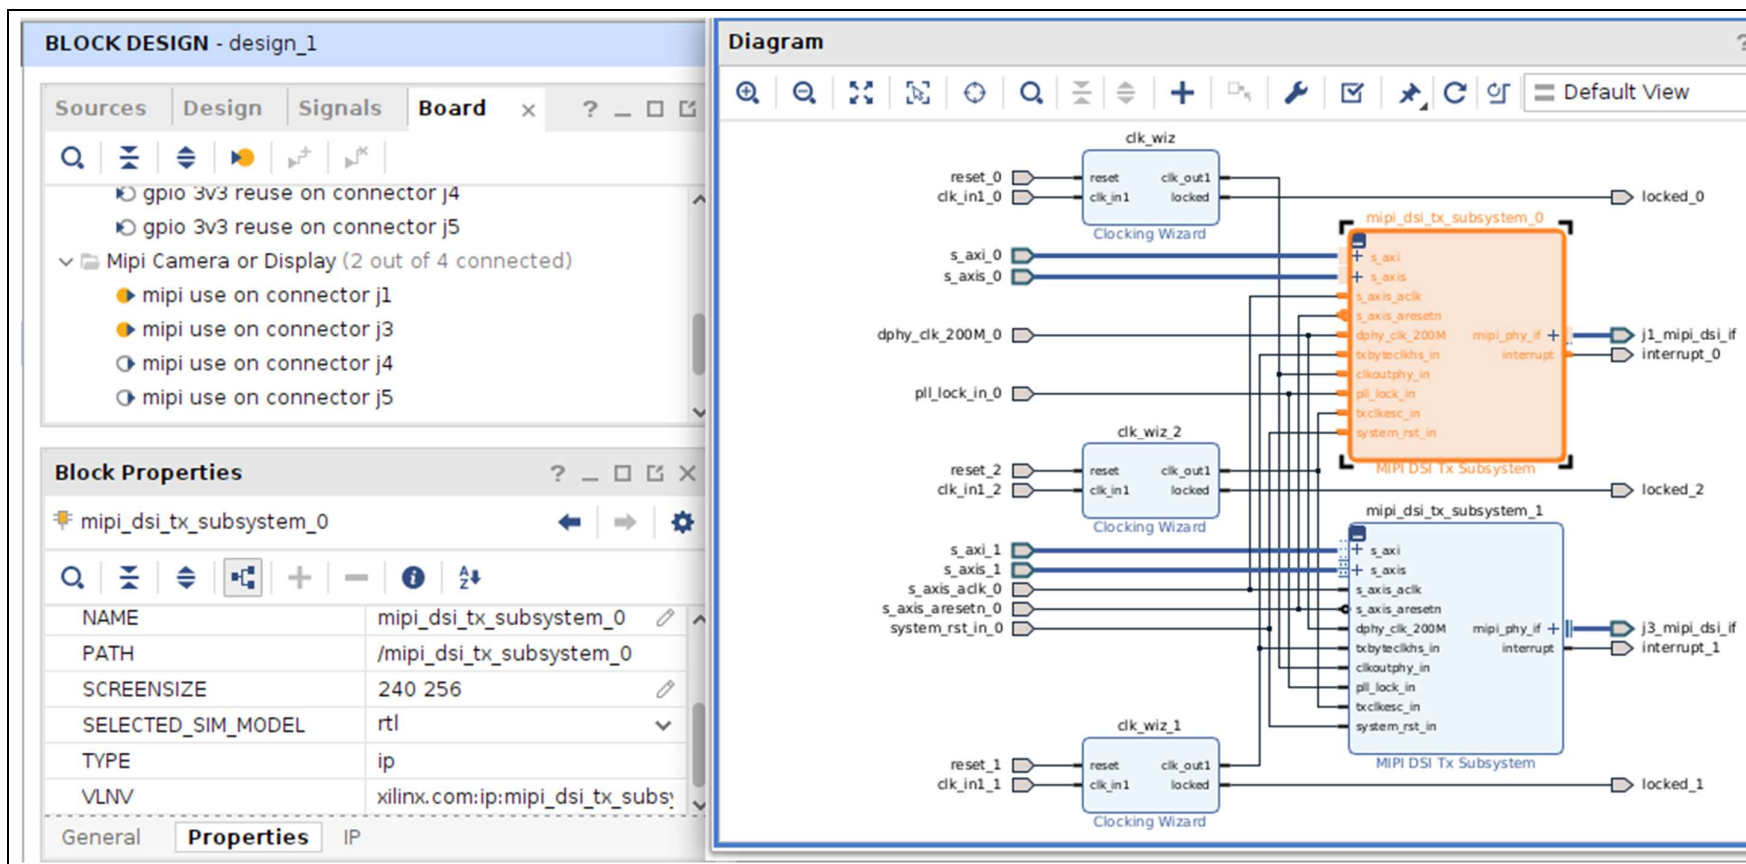 BLOCK DESIGN - design_1
Sources Design Signals Board × ?
gpio 3v3 reuse on connector j4
gpio 3v3 reuse on connector j5
Mipi Camera or Display (2 out of 4 connected)
mipi use on connector j1
mipi use on connector j3
mipi use on connector j4
mipi use on connector j5
Block Properties ?
mipi_dsi_tx_subsystem_0
NAME mipi_dsi_tx_subsystem_0
PATH /mipi_dsi_tx_subsystem_0
SCREENSIZE 240 256
SELECTED_SIM_MODEL rtl
TYPE ip
VLNV xilinx.com:ip:mipi_dsi_tx_subs
General Properties IP
Diagram ?
Default View
clk_wiz
reset_0 reset clk_out1
clk_in1_0 clk_in1 locked locked_0
Clocking Wizard
mipi_dsi_tx_subsystem_0
s_axi_0 s_axi
s_axis_0 s_axis
s_axis_aclk
s_axis_aresetn
dphy_clk_200M_0 dphy_clk_200M mipi_phy_if j1_mipi_dsi_if
txbyteclkhs_in interrupt interrupt_0
clkoutphy_in
pll_lock_in_0 pll_lock_in
txclkesc_in
system_rst_in
MIPI DSI Tx Subsystem
clk_wiz_2
reset_2 reset clk_out1
clk_in1_2 clk_in1 locked locked_2
Clocking Wizard
mipi_dsi_tx_subsystem_1
s_axi_1 s_axi
s_axis_1 s_axis
s_axis_aclk_0 s_axis_aclk
s_axis_aresetn_0 s_axis_aresetn
system_rst_in_0 dphy_clk_200M mipi_phy_if j3_mipi_dsi_if
txbyteclkhs_in interrupt interrupt_1
clkoutphy_in
pll_lock_in
txclkesc_in
system_rst_in
MIPI DSI Tx Subsystem
clk_wiz_1
reset_1 reset clk_out1
clk_in1_1 clk_in1 locked locked_1
Clocking Wizard